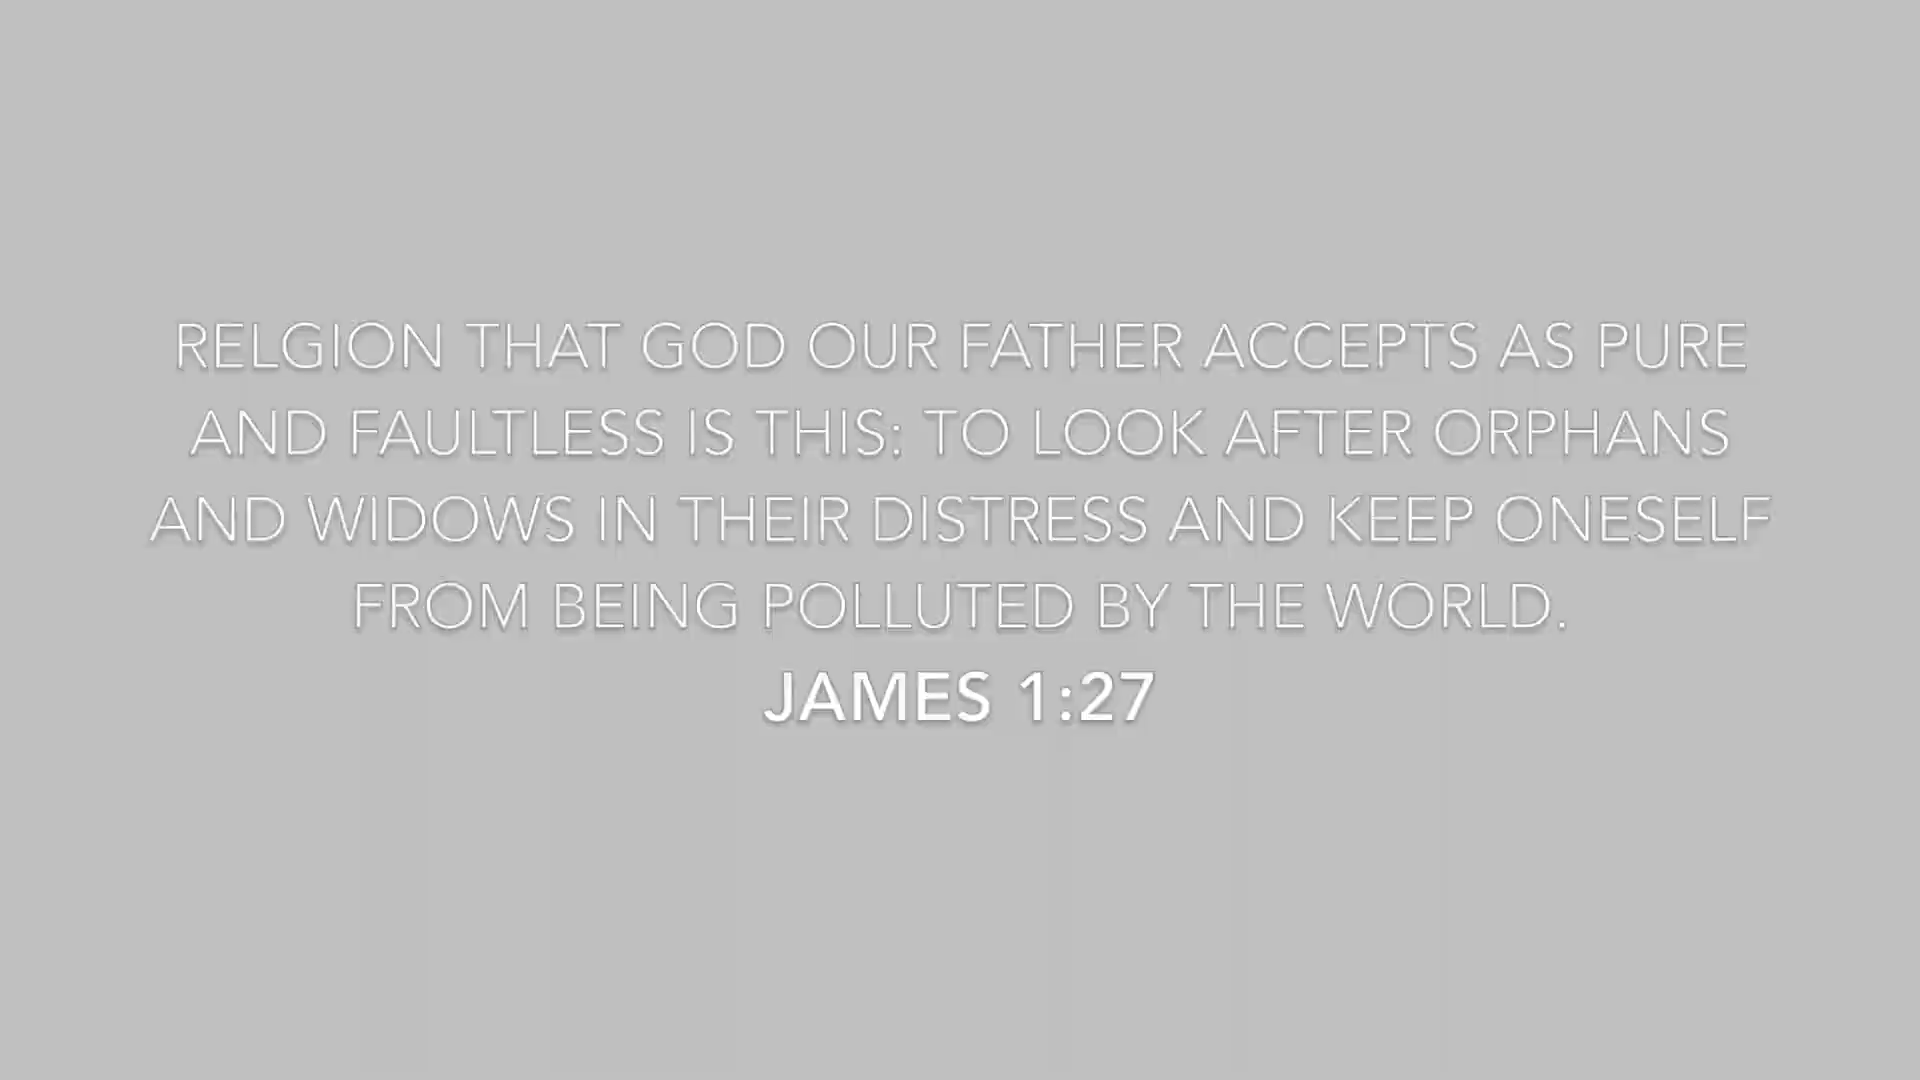 RELGION THAT GOD OUR FATHER ACCEPTS AS PURE
AND FAULTLESS IS THIS: TO LOOK AFTER ORPHANS
AND WIDOWS IN THEIR DISTRESS AND KEEP ONESELF
FROM BEING POLLUTED BY THE WORLD.
JAMES 1:27